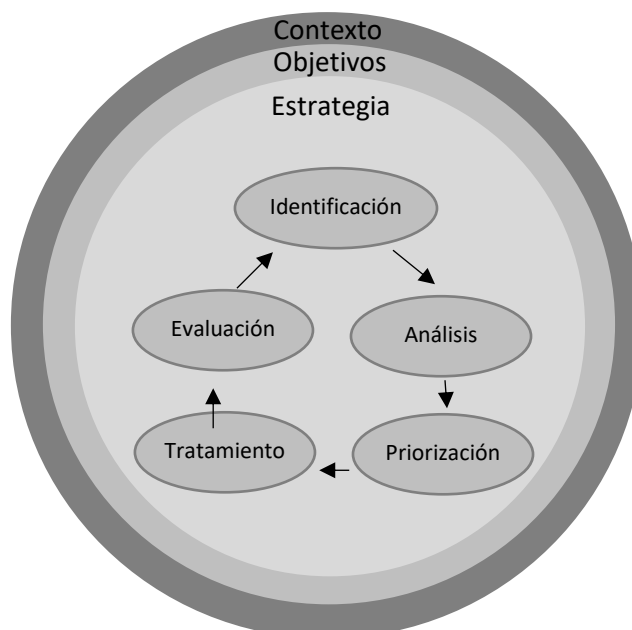 Contexto
Objetivos
Estrategia
Identificación
Evaluación
Análisis
Tratamiento
Priorización